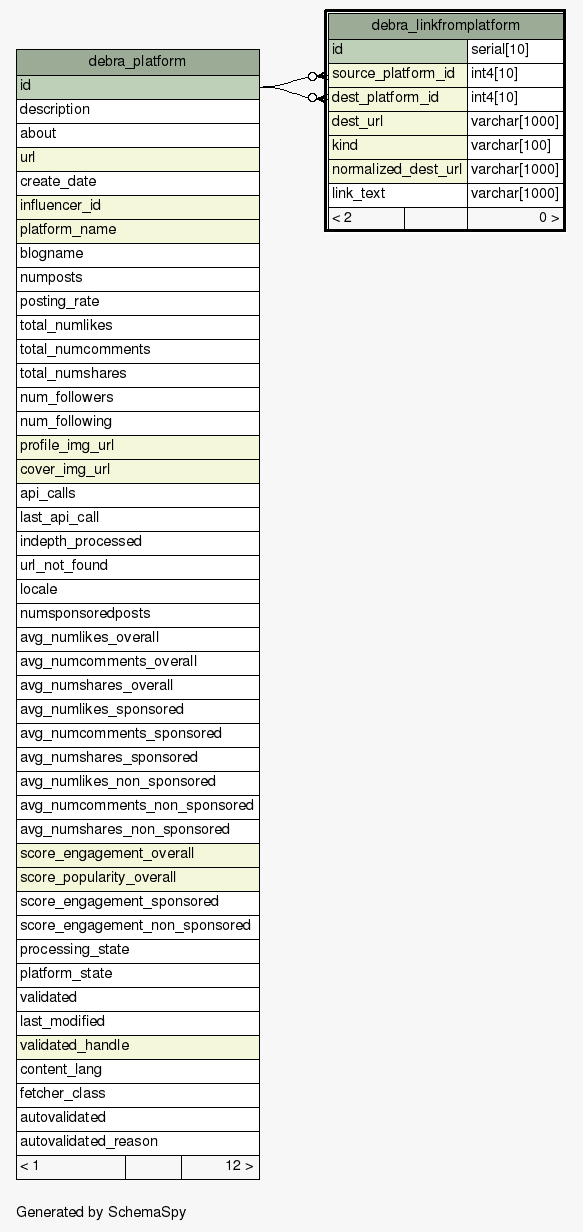 debra_platform
id
description
about
url
create_date
influencer_id
platform_name
blogname
numposts
posting_rate
total_numlikes
total_numcomments
total_numshares
num_followers
num_following
profile_img_url
cover_img_url
api_calls
last_api_call
indepth_processed
url_not_found
locale
numsponsoredposts
avg_numlikes_overall
avg_numcomments_overall
avg_numshares_overall
avg_numlikes_sponsored
avg_numcomments_sponsored
avg_numshares_sponsored
avg_numlikes_non_sponsored
avg_numcomments_non_sponsored
avg_numshares_non_sponsored
score_engagement_overall
score_popularity_overall
score_engagement_sponsored
score_engagement_non_sponsored
processing_state
platform_state
validated
last_modified
validated_handle
content_lang
fetcher_class
autovalidated
autovalidated_reason
< 1 12 >
debra_linkfromplatform
id serial[10]
source_platform_id int4[10]
dest_platform_id int4[10]
dest_url varchar[1000]
kind varchar[100]
normalized_dest_url varchar[1000]
link_text varchar[1000]
< 2 0 >
Generated by SchemaSpy